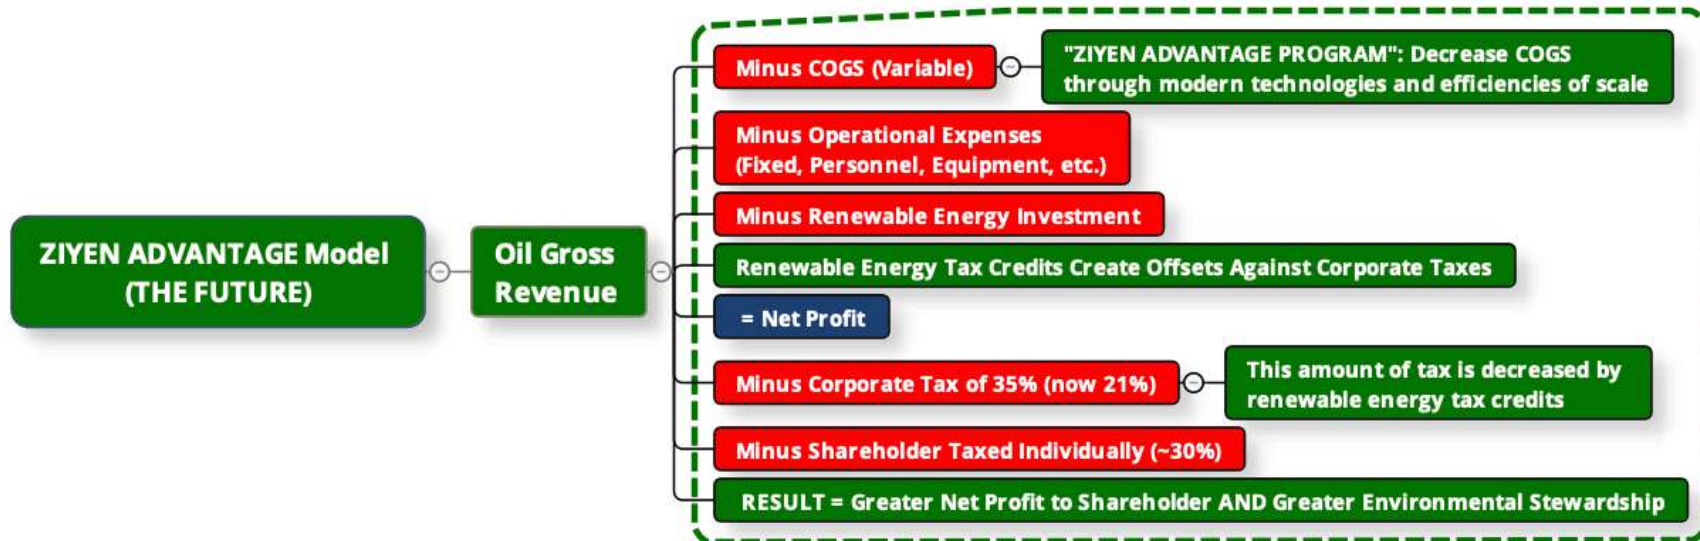 ZIYEN ADVANTAGE Model
(THE FUTURE)
Oil Gross
Revenue
Minus COGS (Variable)
"ZIYEN ADVANTAGE PROGRAM": Decrease COGS
through modern technologies and efficiencies of scale
Minus Operational Expenses
(Fixed, Personnel, Equipment, etc.)
Minus Renewable Energy Investment
Renewable Energy Tax Credits Create Offsets Against Corporate Taxes
= Net Profit
Minus Corporate Tax of 35% (now 21%)
This amount of tax is decreased by
renewable energy tax credits
Minus Shareholder Taxed Individually (~30%)
RESULT = Greater Net Profit to Shareholder AND Greater Environmental Stewardship